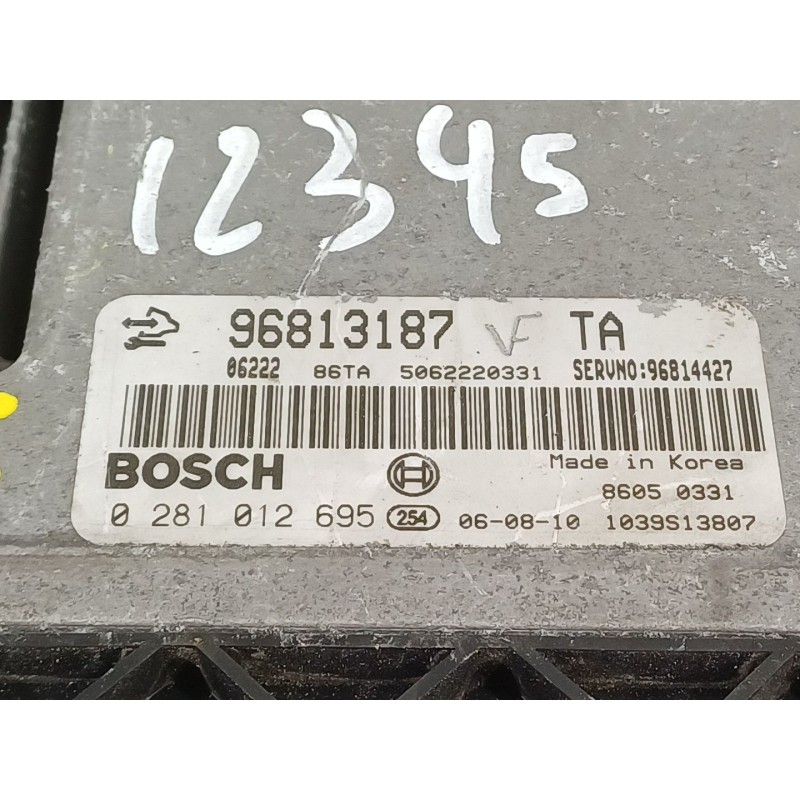 12345
96813187 VF TA
06222 86TA 5062220331 SERVNO:96814427
BOSCH Made in Korea
8605 0331
0 281 012 695 254 06-08-10 1039S13807